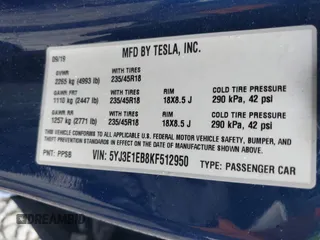 MFD BY TESLA, INC.
09/18
GVWR WITH TIRES
2265 kg (4993 lb) 235/45R18
GAWR FRT WITH TIRES RIM COLD TIRE PRESSURE
1110 kg (2447 lb) 235/45R18 18X8.5 J 290 kPa, 42 psi
GAWR RR WITH TIRES RIM COLD TIRE PRESSURE
1257 kg (2771 lb) 235/45R18 18X8.5 J 290 kPa, 42 psi
THIS VEHICLE CONFORMS TO ALL APPLICABLE U.S. FEDERAL MOTOR VEHICLE SAFETY, BUMPER, AND
THEFT PREVENTION STANDARDS IN EFFECT ON THE DATE OF MANUFACTURE SHOWN ABOVE.
PNT: PPSB VIN: 5YJ3E1EB8KF512950 TYPE: PASSENGER CAR